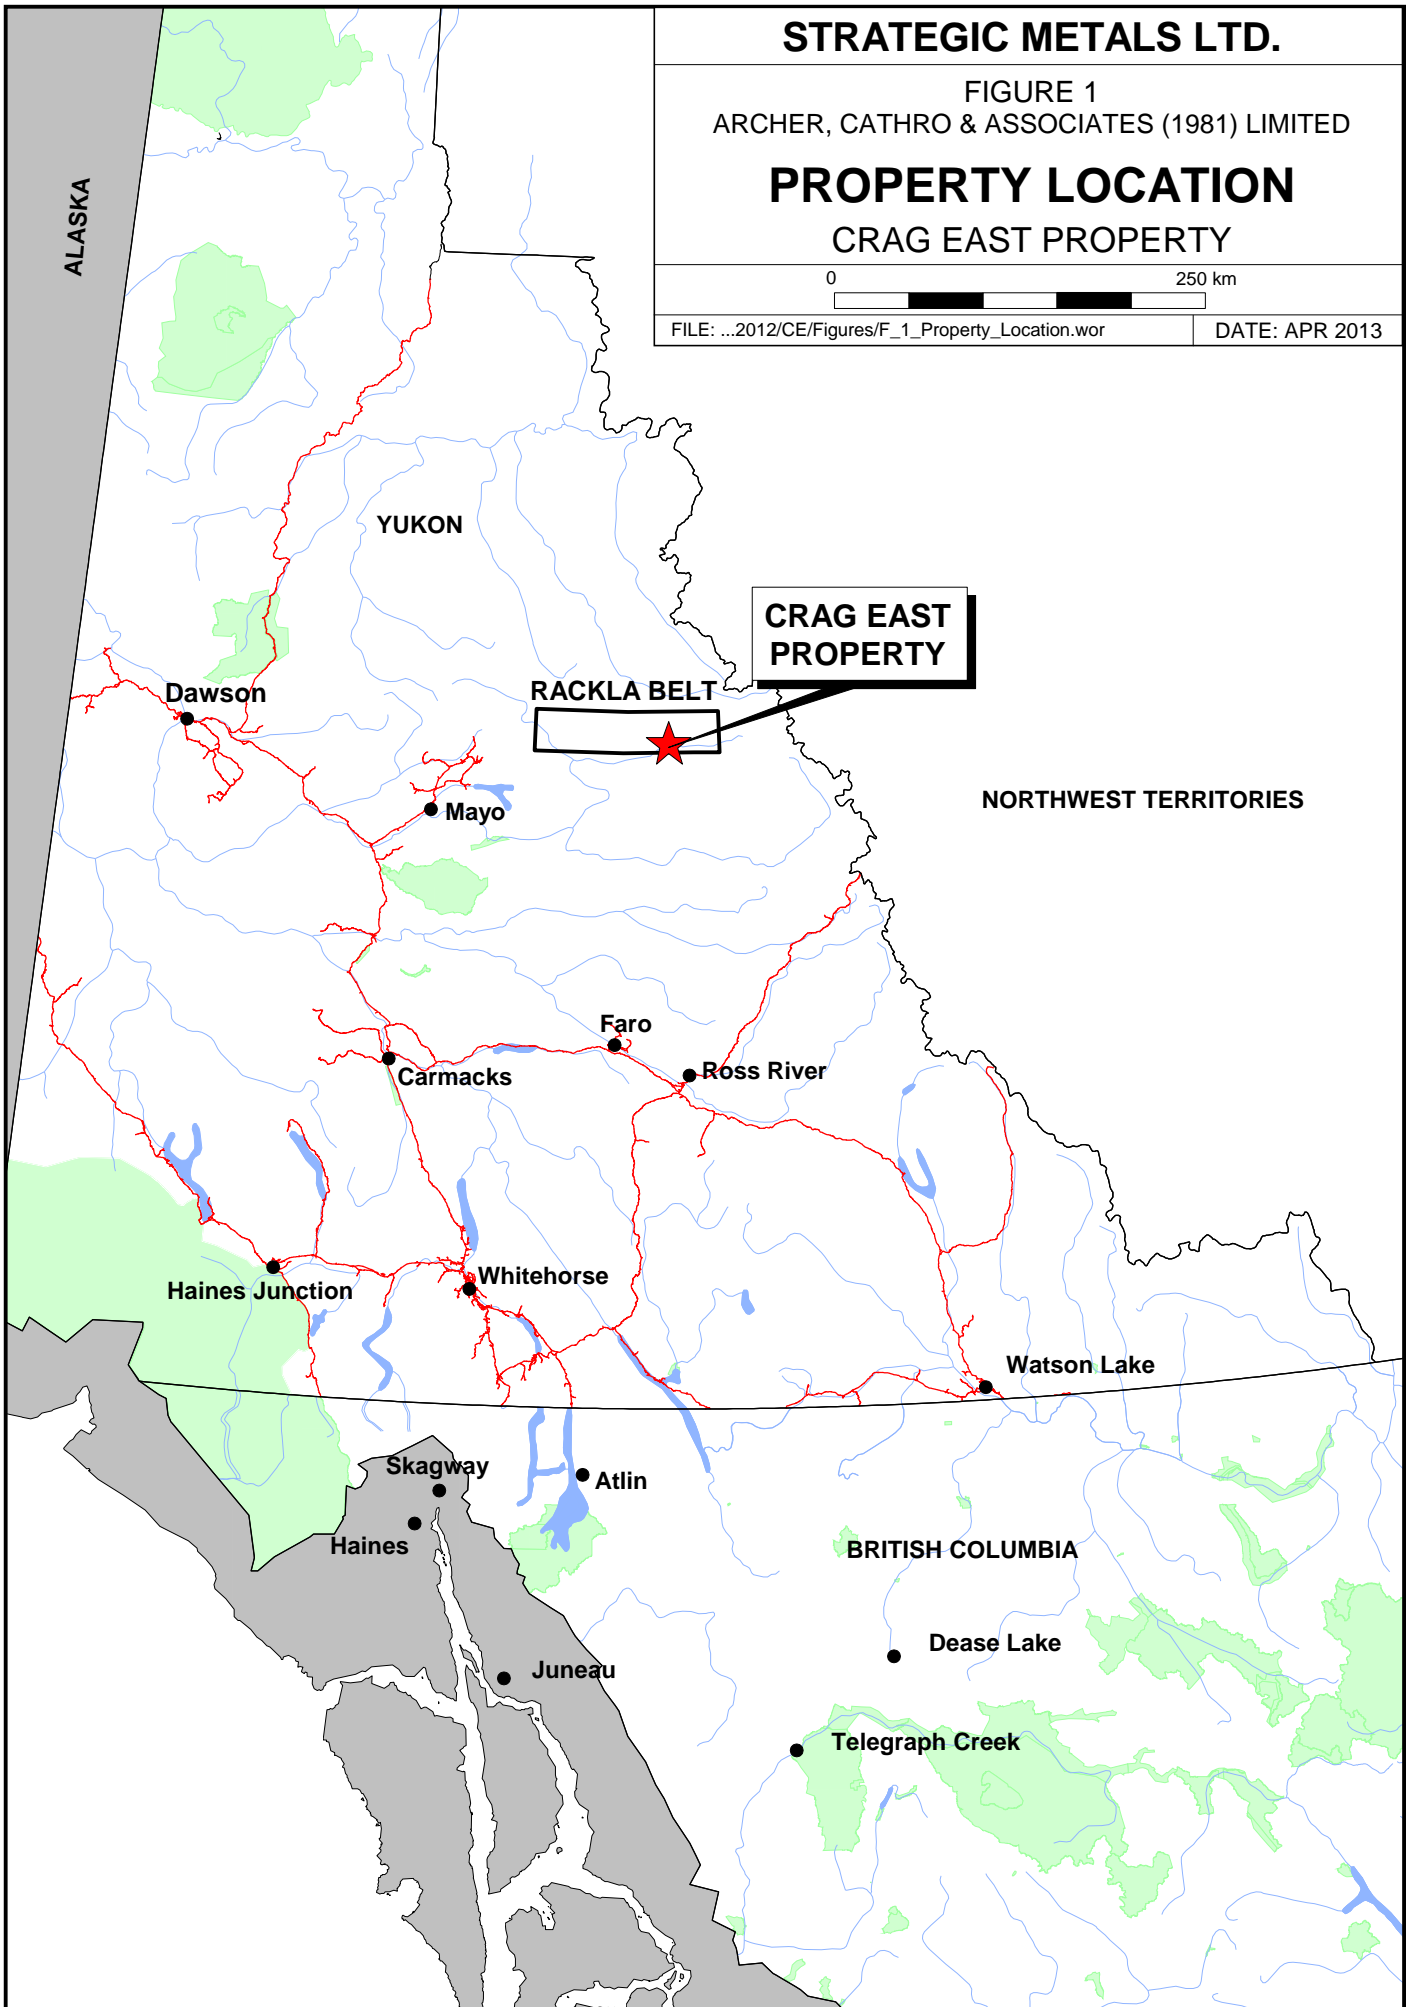 STRATEGIC METALS LTD.
FIGURE 1
ARCHER, CATHRO & ASSOCIATES (1981) LIMITED
PROPERTY LOCATION
CRAG EAST PROPERTY
0
250 km
FILE: ...2012/CE/Figures/F_1_Property_Location.wor
DATE: APR 2013
ALASKA
YUKON
CRAG EAST
PROPERTY
RACKLA BELT
Dawson
Mayo
NORTHWEST TERRITORIES
Faro
Ross River
Carmacks
Whitehorse
Haines Junction
Watson Lake
Skagway
Atlin
Haines
BRITISH COLUMBIA
Dease Lake
Juneau
Telegraph Creek